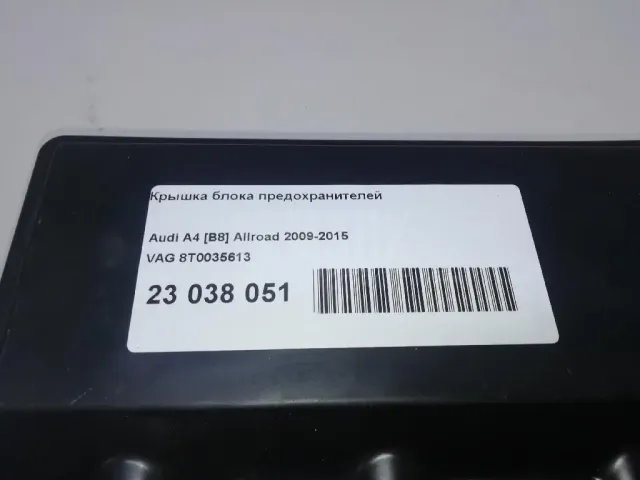 Крышка блока предохранителей
Audi A4 [B8] Allroad 2009-2015
VAG 8T0035613
23 038 051